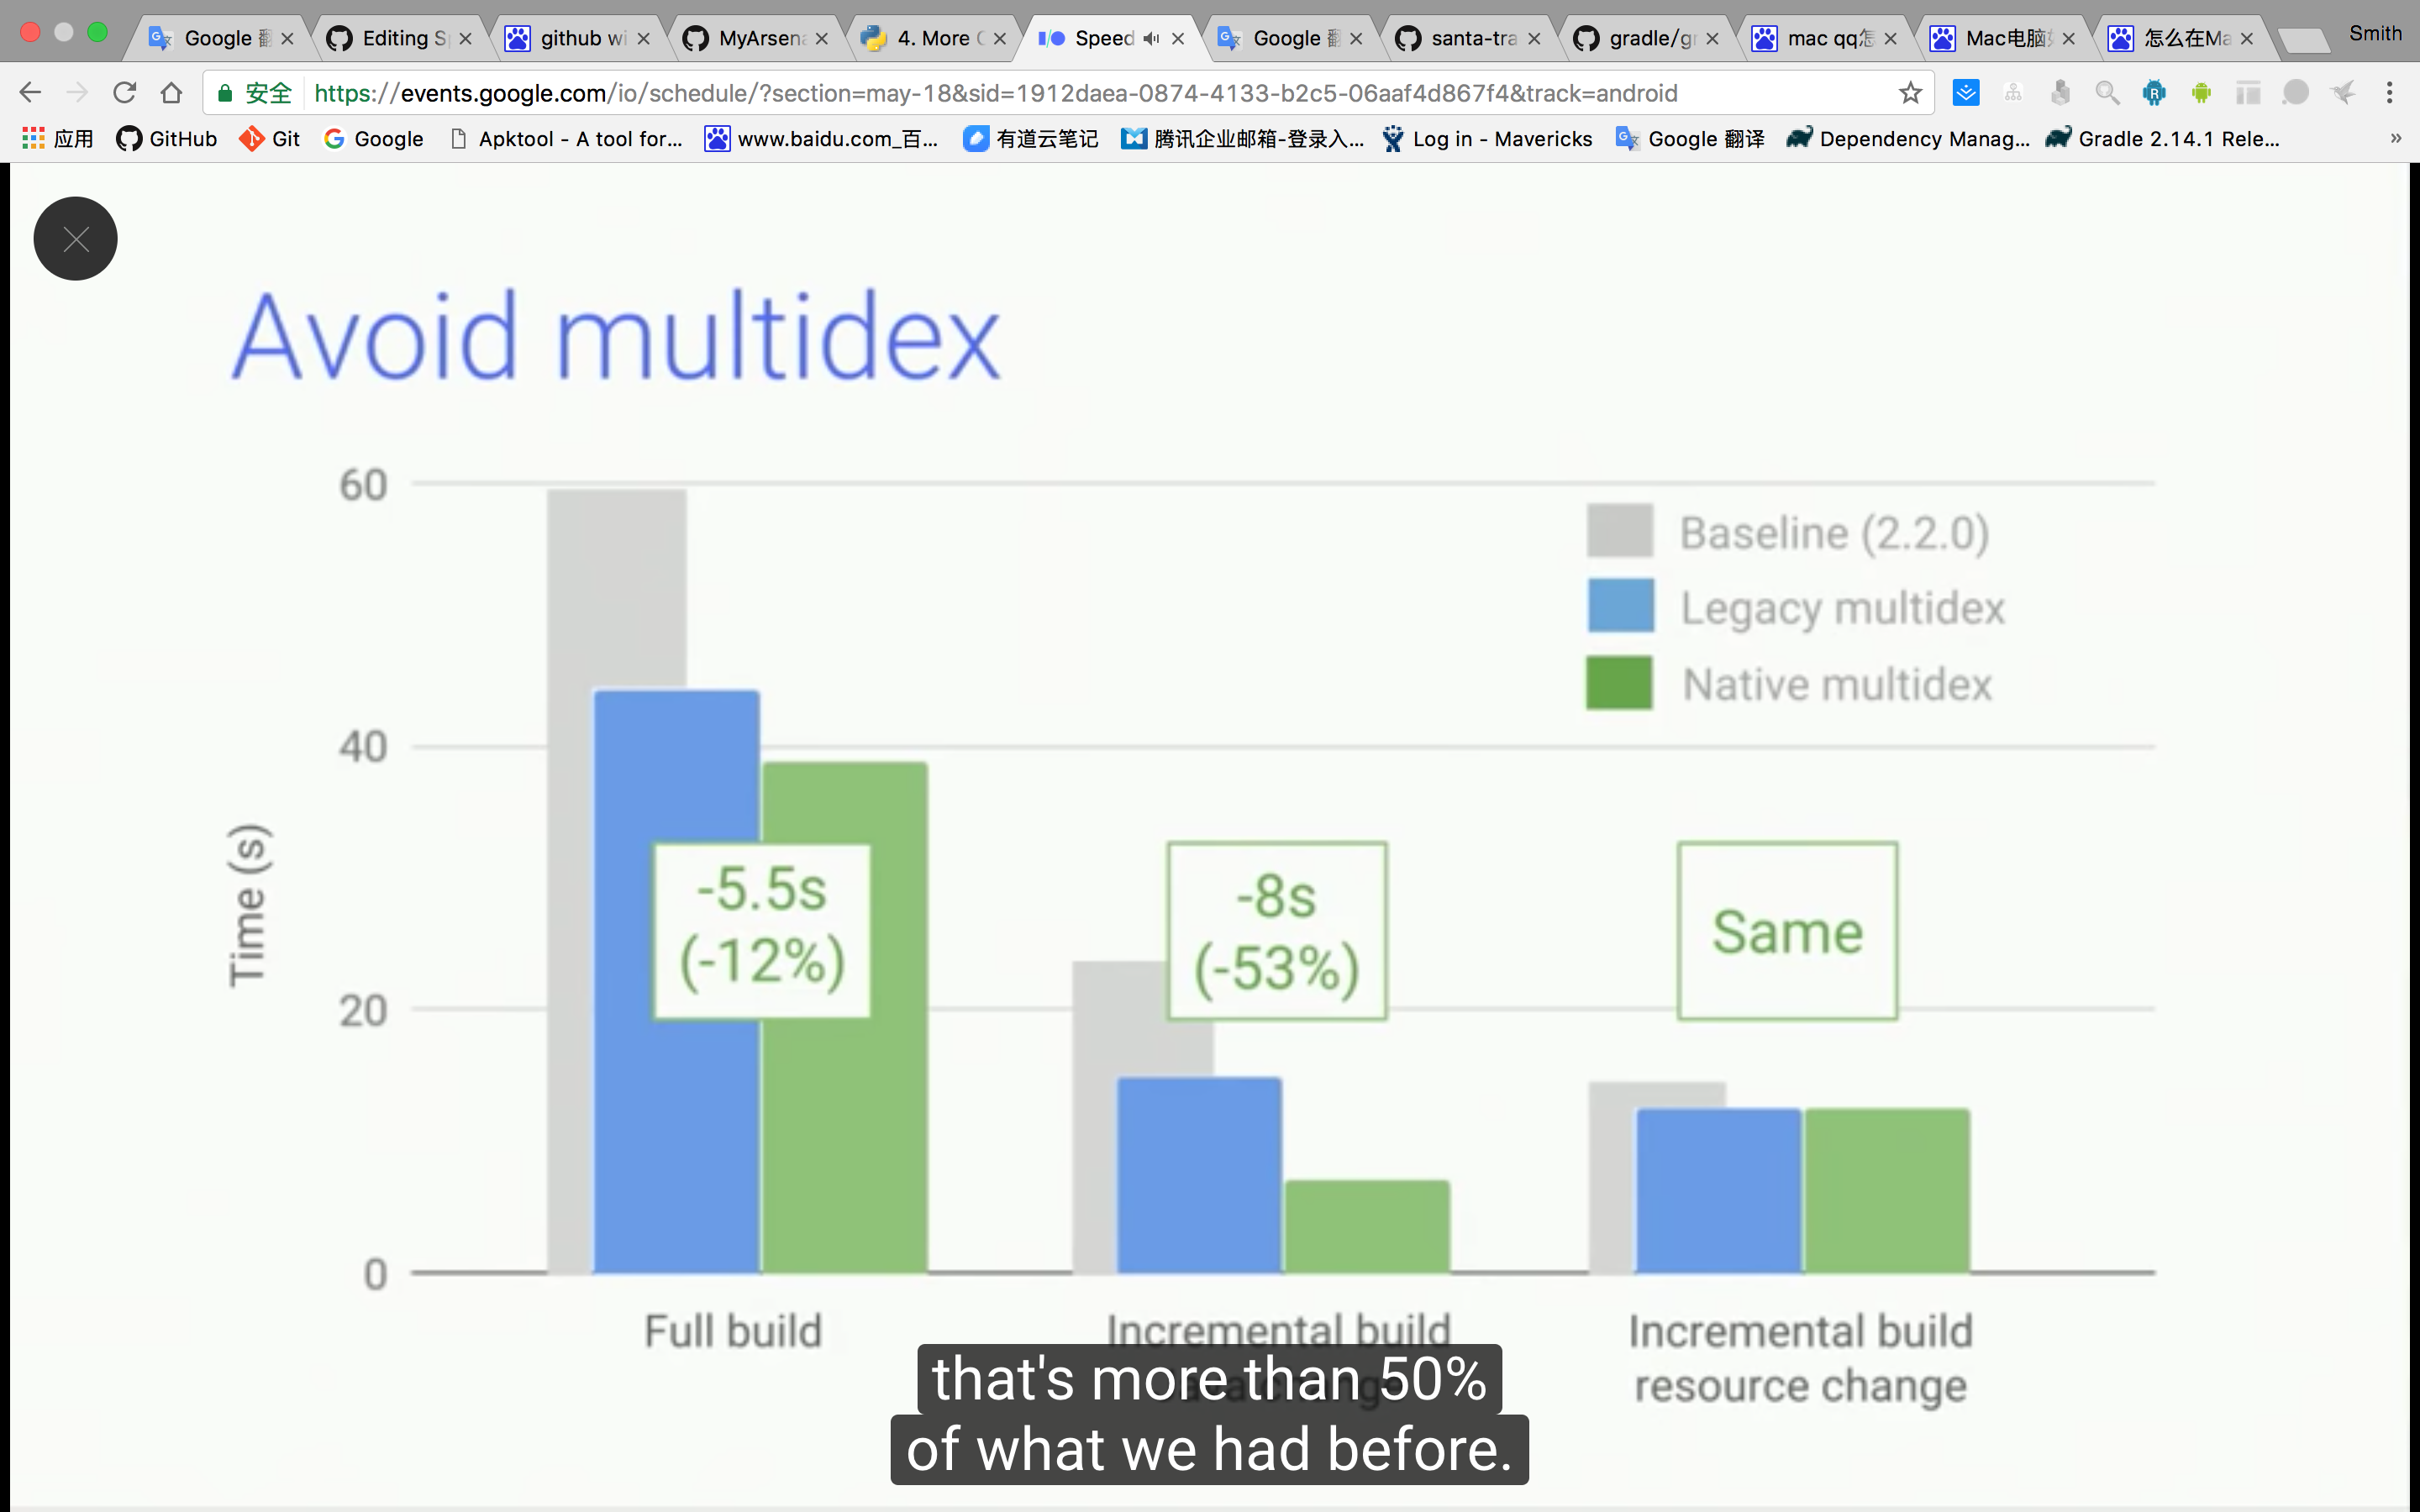 Google 翻
Editing Sp
github wi
MyArsena
4. More C
Speed
Google 翻
santa-tra
gradle/gr
mac qq怎
Mac电脑如
怎么在Ma
Smith
安全
https://events.google.com/io/schedule/?section=may-18&sid=1912daea-0874-4133-b2c5-06aaf4d867f4&track=android
应用
GitHub
Git
Google
Apktool - A tool for...
www.baidu.com_百...
有道云笔记
腾讯企业邮箱-登录入...
Log in - Mavericks
Google 翻译
Dependency Manag...
Gradle 2.14.1 Rele...
»
Avoid multidex
60
40
20
0
Time (s)
Baseline (2.2.0)
Legacy multidex
Native multidex
-5.5s
(-12%)
-8s
(-53%)
Same
Full build
Incremental build
Incremental build
resource change
that's more than 50%
of what we had before.